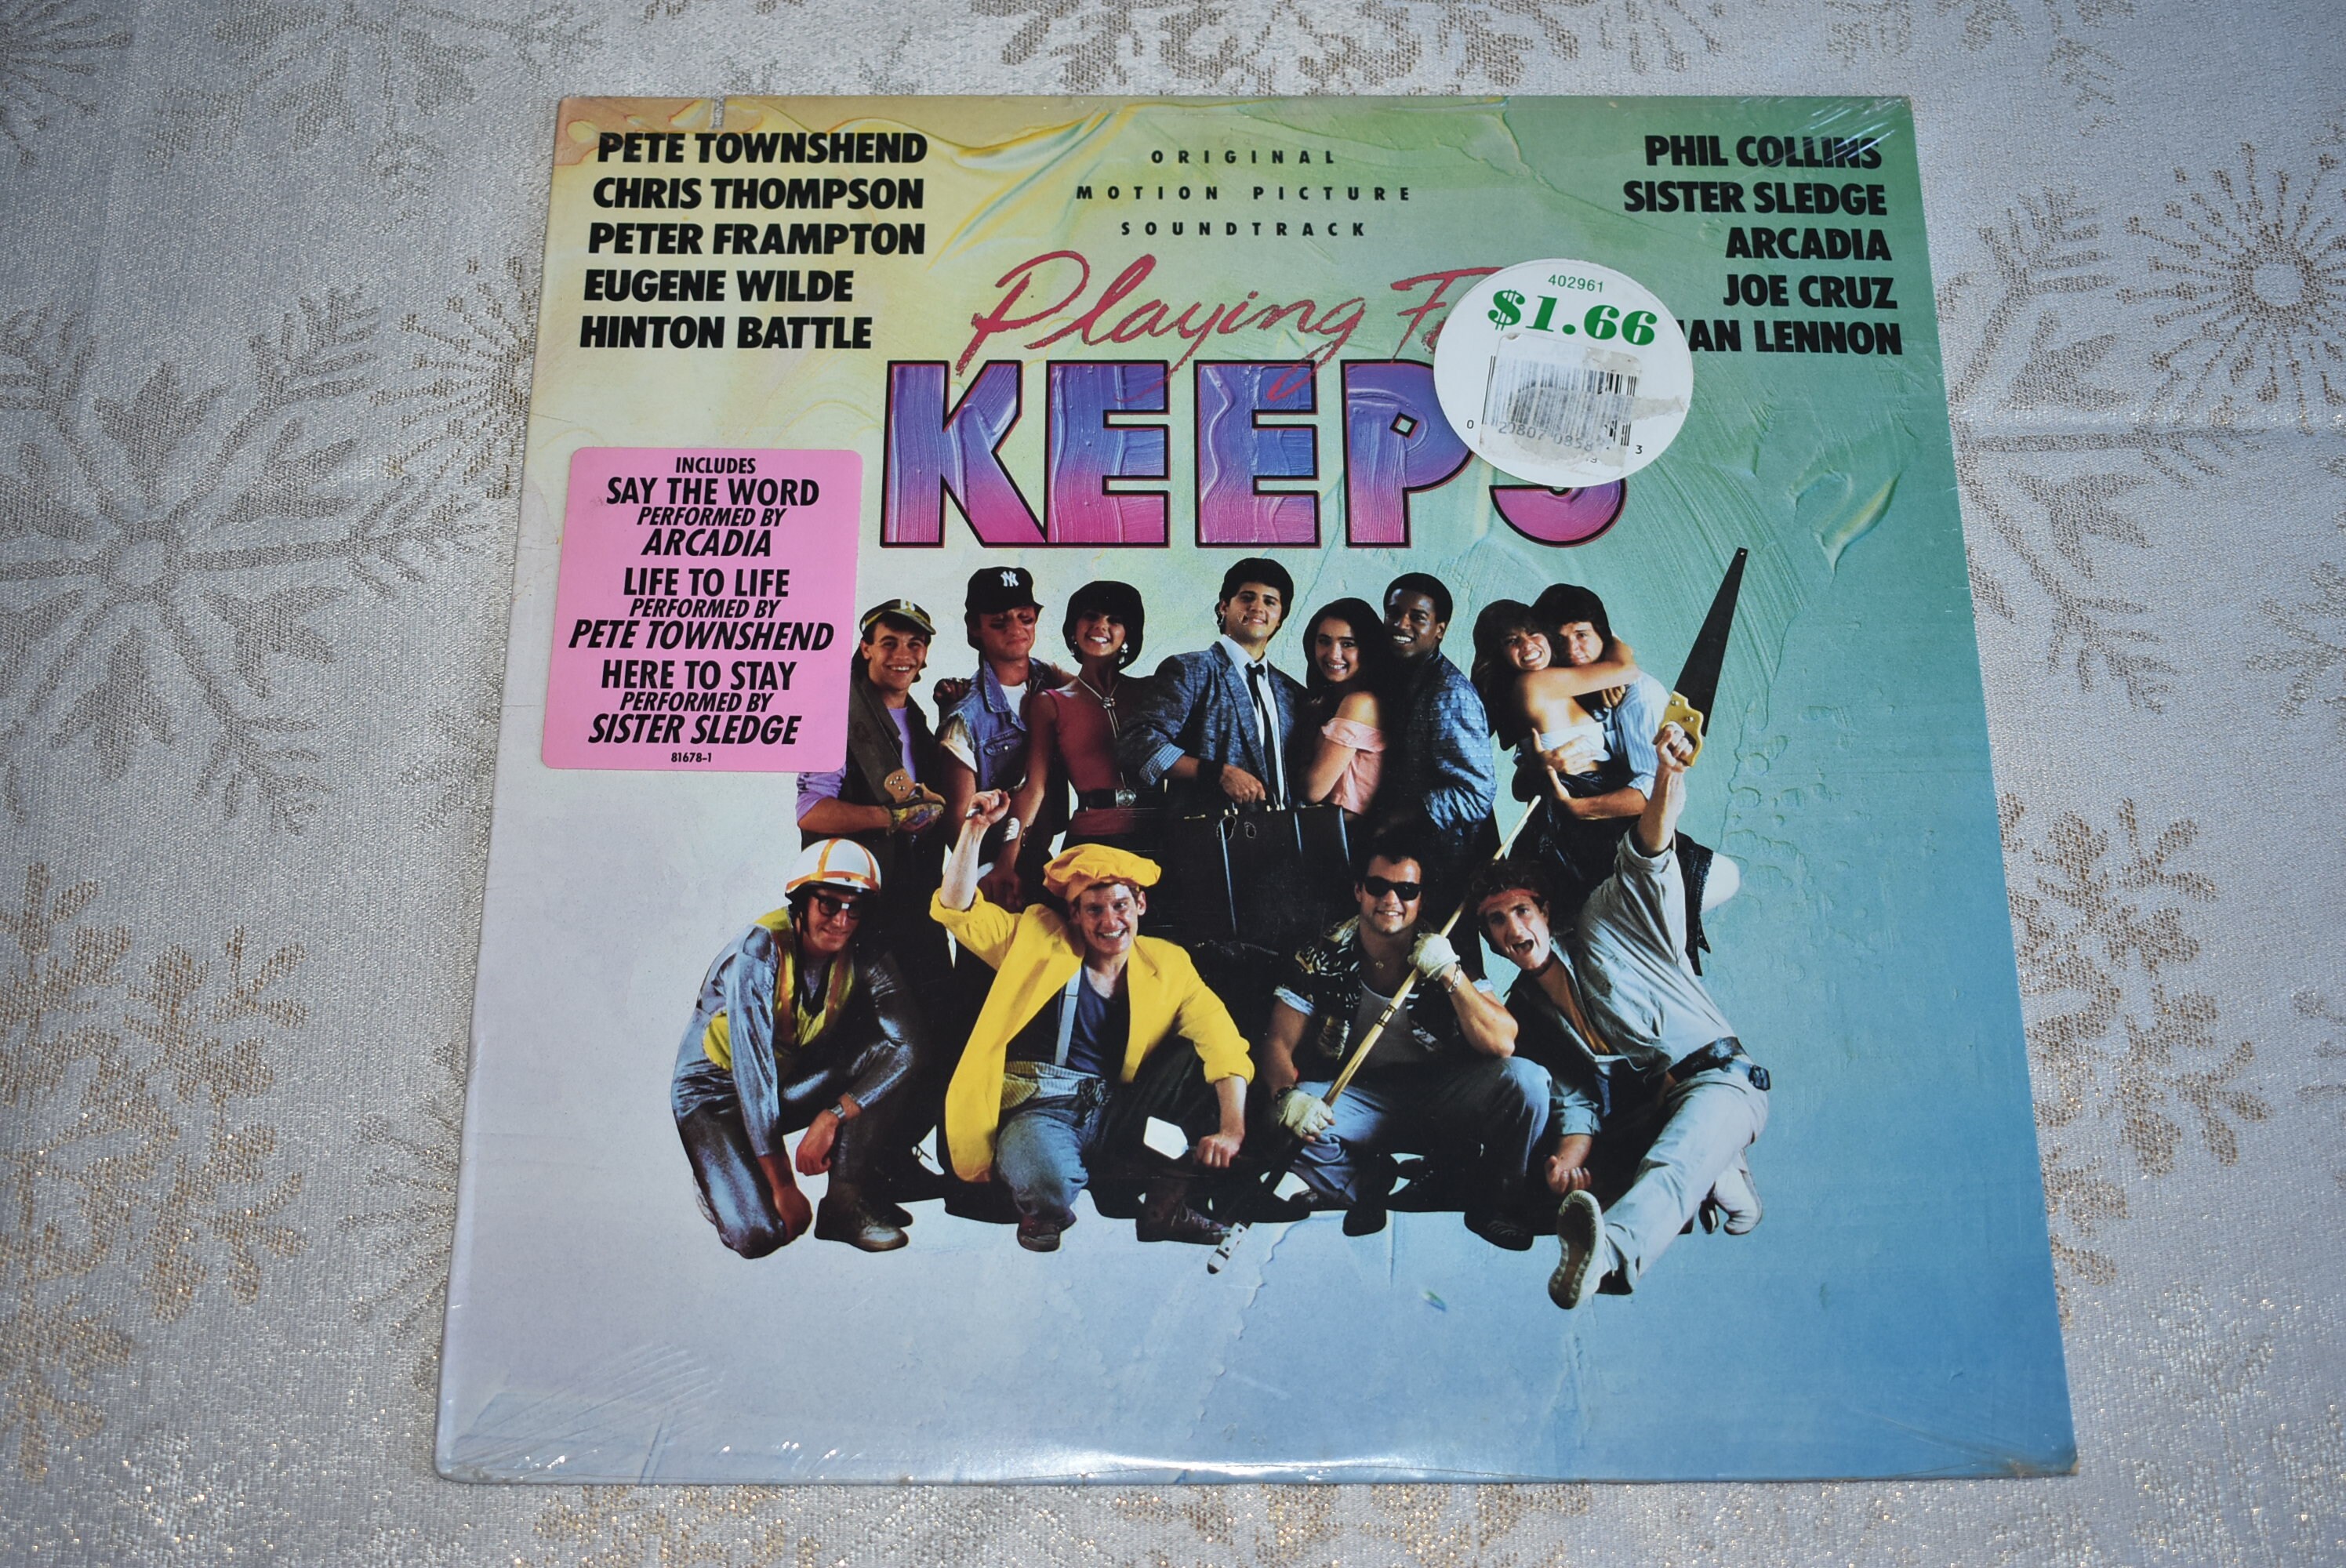 PETE TOWNSHEND
CHRIS THOMPSON
PETER FRAMPTON
EUGENE WILDE
HINTON BATTLE
ORIGINAL
MOTION PICTURE
SOUNDTRACK
PHIL COLLINS
SISTER SLEDGE
ARCADIA
JOE CRUZ
LENNON
Playing
KEEPS
402961
$1.66
INCLUDES
SAY THE WORD
PERFORMED BY
ARCADIA
LIFE TO LIFE
PERFORMED BY
PETE TOWNSHEND
HERE TO STAY
PERFORMED BY
SISTER SLEDGE
81678-1
NY